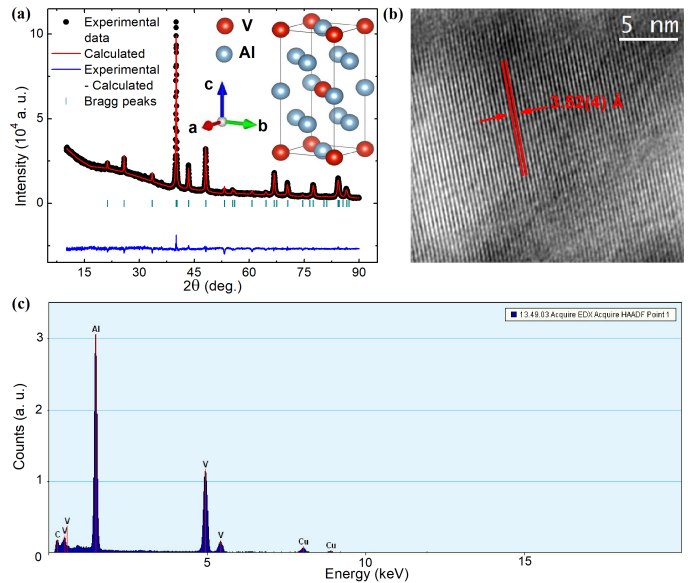 (a)
Experimental
data
Calculated
Experimental
- Calculated
Bragg peaks
V
Al
c
a
b
10
5
0
Intensity (10⁴ a. u.)
15
30
45
60
75
90
2θ (deg.)
(b)
5 nm
3.62(4) Å
(c)
13.49.03 Acquire EDX Acquire HAADF Point 1
Al
V
C
V
V
V
Cu
Cu
3
2
1
0
Counts (a. u.)
5
10
15
Energy (keV)